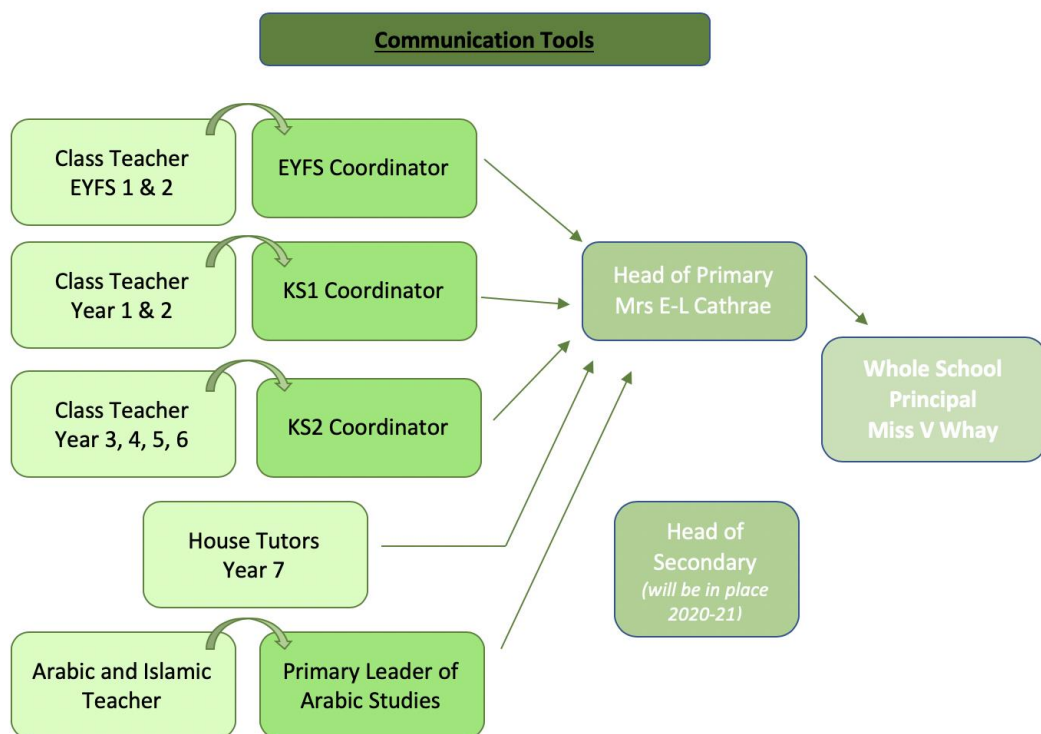 Communication Tools
Class Teacher
EYFS 1 & 2
EYFS Coordinator
Class Teacher
Year 1 & 2
KS1 Coordinator
Head of Primary
Mrs E-L Cathrae
Whole School
Principal
Miss V Whay
Class Teacher
Year 3, 4, 5, 6
KS2 Coordinator
House Tutors
Year 7
Head of
Secondary
(will be in place
2020-21)
Arabic and Islamic
Teacher
Primary Leader of
Arabic Studies